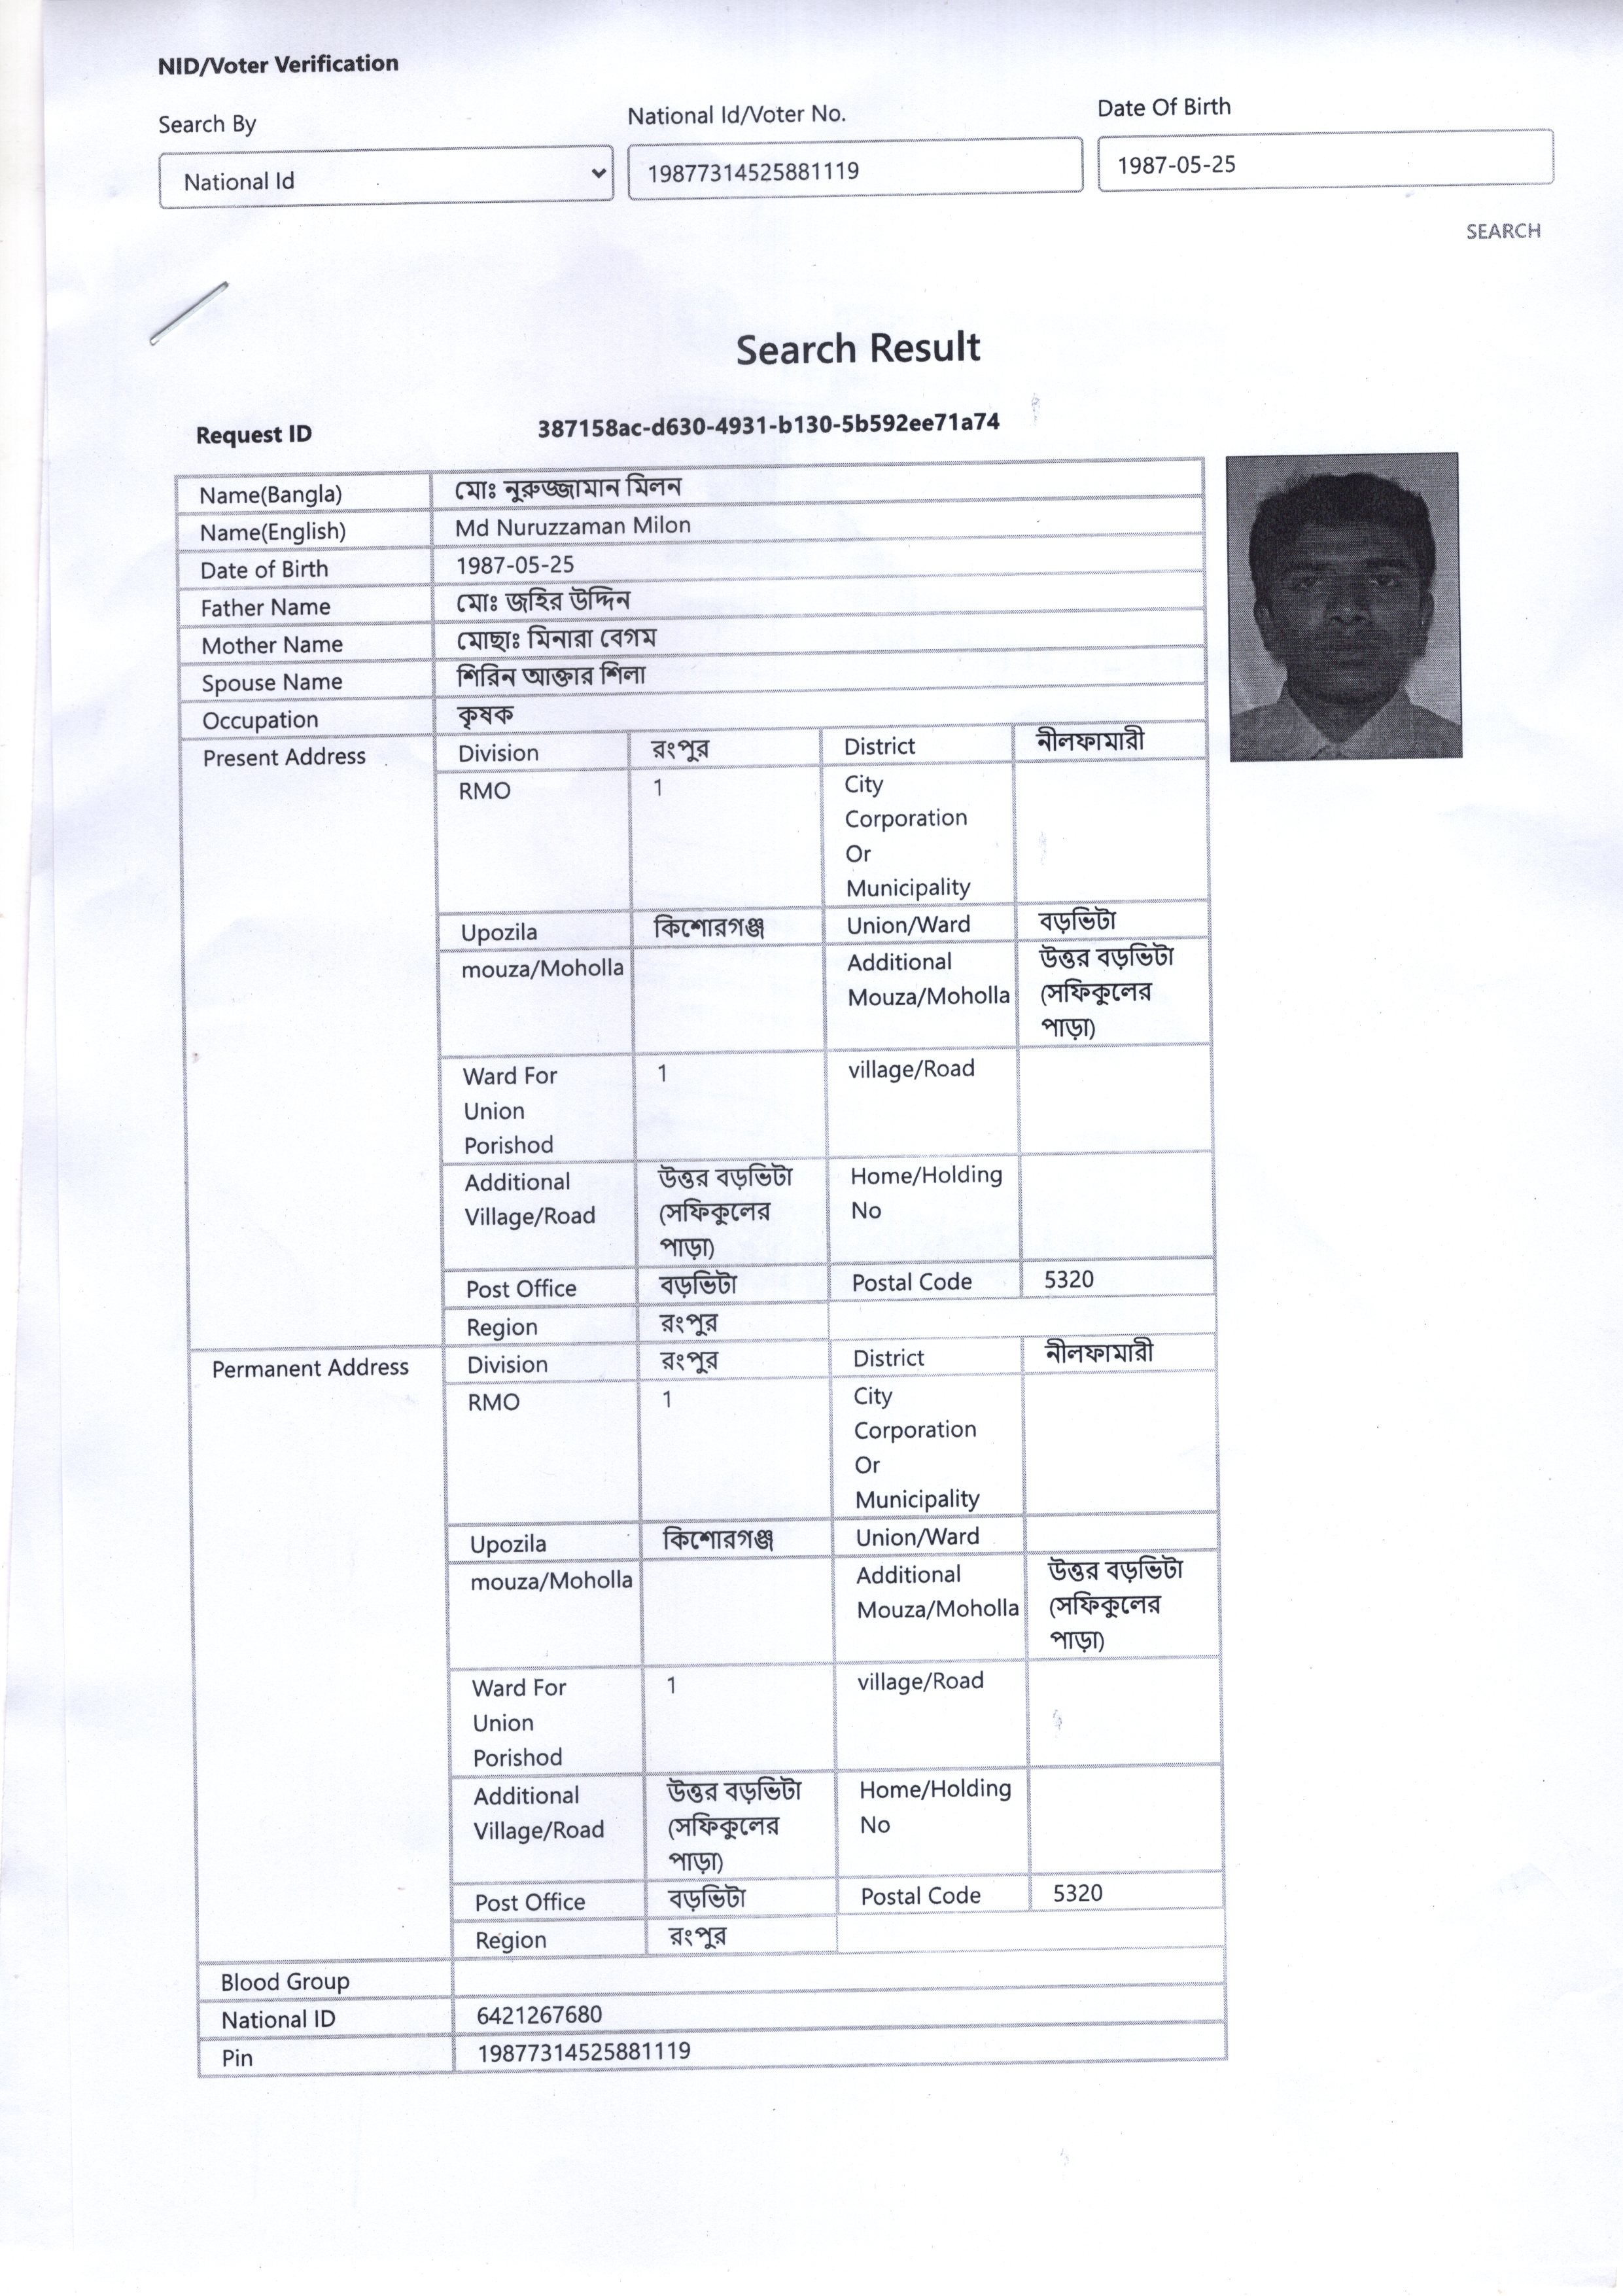 NID/Voter Verification
Search By
National Id/Voter No.
Date Of Birth
National Id
19877314525881119
1987-05-25
SEARCH
Search Result
Request ID 387158ac-d630-4931-b130-5b592ee71a74
Name(Bangla) মোঃ নুরুজ্জামান মিলন
Name(English) Md Nuruzzaman Milon
Date of Birth 1987-05-25
Father Name মোঃ জহির উদ্দিন
Mother Name মোছাঃ মিনারা বেগম
Spouse Name শিরিন আক্তার শিলা
Occupation কৃষক
Present Address Division রংপুর District নীলফামারী
RMO 1 City
Corporation
Or
Municipality
Upozila কিশোরগঞ্জ Union/Ward বড়ভিটা
mouza/Moholla Additional উত্তর বড়ভিটা
Mouza/Moholla (সফিকুলের
পাড়া)
Ward For 1 village/Road
Union
Porishod
Additional উত্তর বড়ভিটা Home/Holding
Village/Road (সফিকুলের No
পাড়া)
Post Office বড়ভিটা Postal Code 5320
Region রংপুর
Permanent Address Division রংপুর District নীলফামারী
RMO 1 City
Corporation
Or
Municipality
Upozila কিশোরগঞ্জ Union/Ward
mouza/Moholla Additional উত্তর বড়ভিটা
Mouza/Moholla (সফিকুলের
পাড়া)
Ward For 1 village/Road
Union
Porishod
Additional উত্তর বড়ভিটা Home/Holding
Village/Road (সফিকুলের No
পাড়া)
Post Office বড়ভিটা Postal Code 5320
Region রংপুর
Blood Group
National ID 6421267680
Pin 19877314525881119